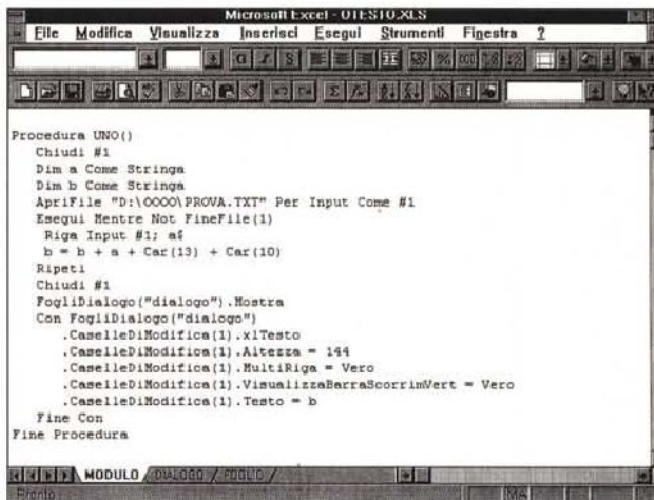 Microsoft Excel - OTESTO.XLS
File Modifica Visualizza Inserisci Esegui Strumenti Finestra ?
Procedura UNO()
Chiudi #1
Dim a Come Stringa
Dim b Come Stringa
ApriFile "D:\OOOO\PROVA.TXT" Per Input Come #1
Esegui Mentre Not FineFile(1)
Riga Input #1; a$
b = b + a + Car(13) + Car(10)
Ripeti
Chiudi #1
FogliDialogo("dialogo").Mostra
Con FogliDialogo("dialogo")
.CaselleDiModifica(1).xlTesto
.CaselleDiModifica(1).Altezza = 144
.CaselleDiModifica(1).MultiRiga = Vero
.CaselleDiModifica(1).VisualizzaBarraScorrimVert = Vero
.CaselleDiModifica(1).Testo = b
Fine Con
Fine Procedura
MODULO DIALOGO FOGLIO
Pronto MA